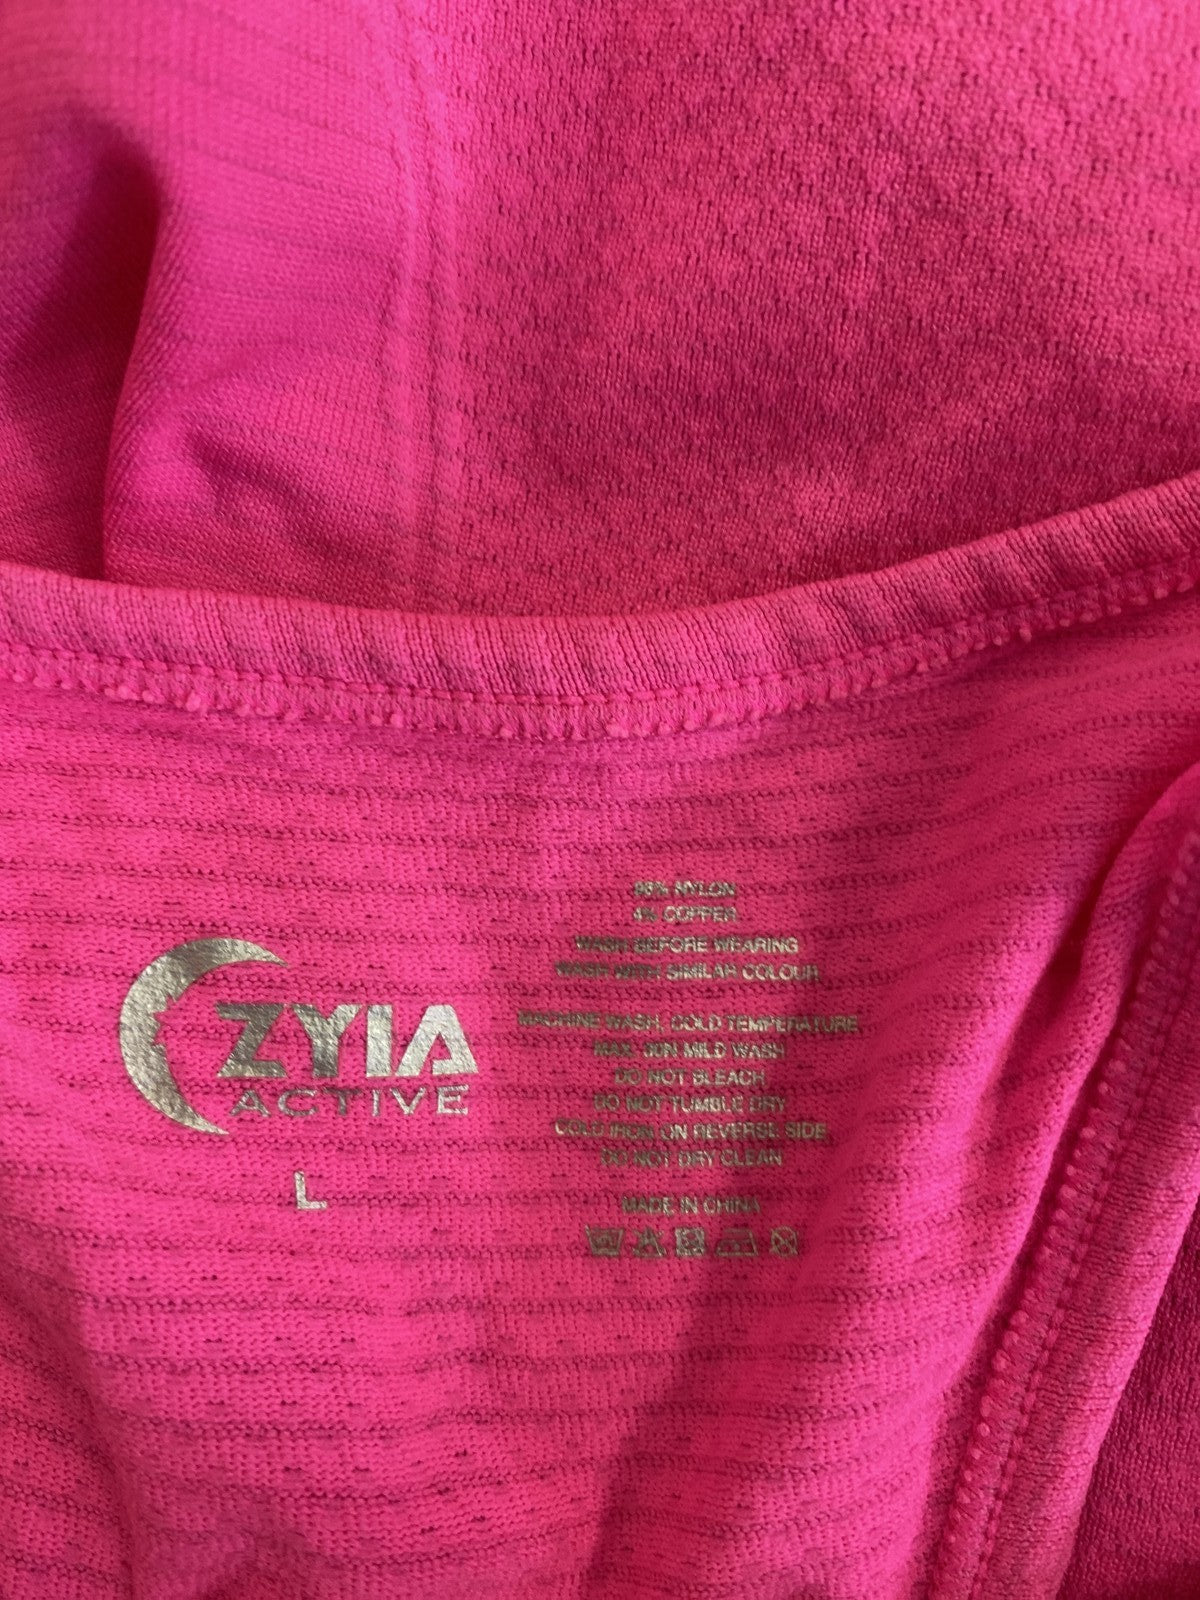 ZYIA
ACTIVE
L
96% NYLON
4% COPPER
WASH BEFORE WEARING
WASH WITH SIMILAR COLOUR
MACHINE WASH, COLD TEMPERATURE
MAX. MILD WASH
DO NOT BLEACH
DO NOT TUMBLE DRY
COLD IRON ON REVERSE SIDE
DO NOT DRY CLEAN
MADE IN CHINA